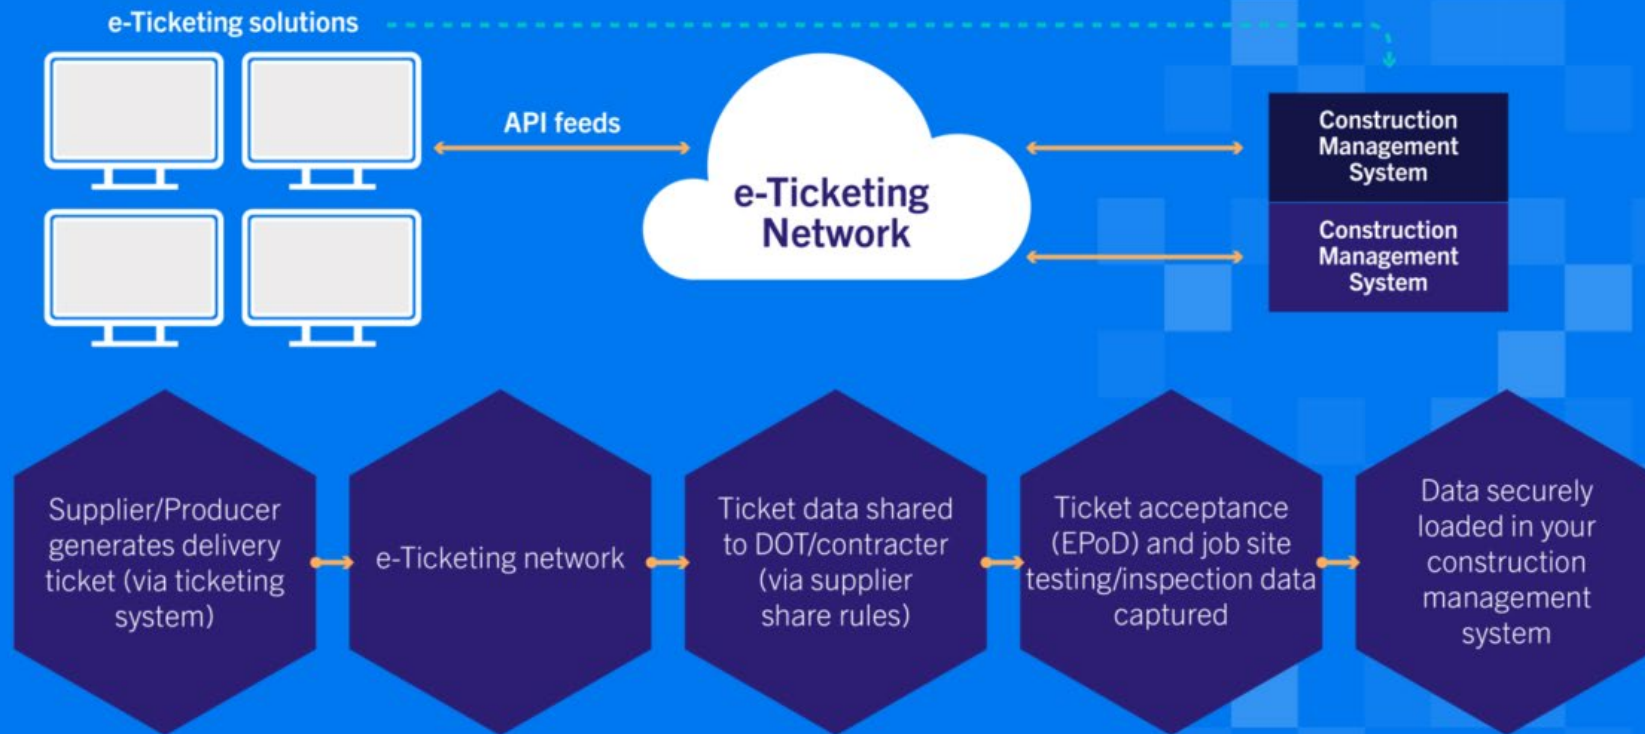 e-Ticketing solutions
API feeds
e-Ticketing
Network
Construction
Management
System
Construction
Management
System
Supplier/Producer
generates delivery
ticket (via ticketing
system)
e-Ticketing network
Ticket data shared
to DOT/contracter
(via supplier
share rules)
Ticket acceptance
(EPoD) and job site
testing/inspection data
captured
Data securely
loaded in your
construction
management
system